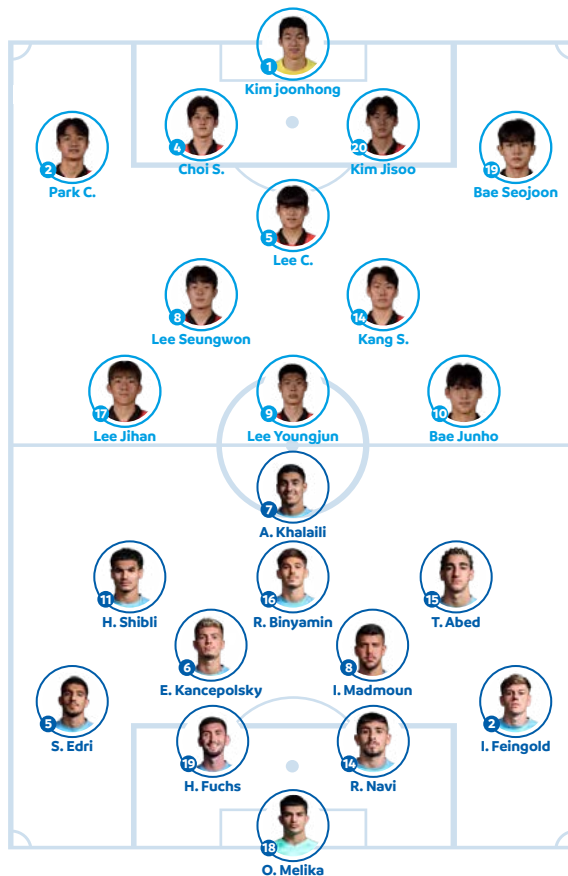 1
Kim joonhong
2
Park C.
4
Choi S.
20
Kim Jisoo
19
Bae Seojoon
5
Lee C.
8
Lee Seungwon
14
Kang S.
17
Lee Jihan
9
Lee Youngjun
10
Bae Junho
7
A. Khalaili
11
H. Shibli
16
R. Binyamin
15
T. Abed
6
E. Kancepolsky
8
I. Madmoun
5
S. Edri
2
I. Feingold
19
H. Fuchs
14
R. Navi
18
O. Melika